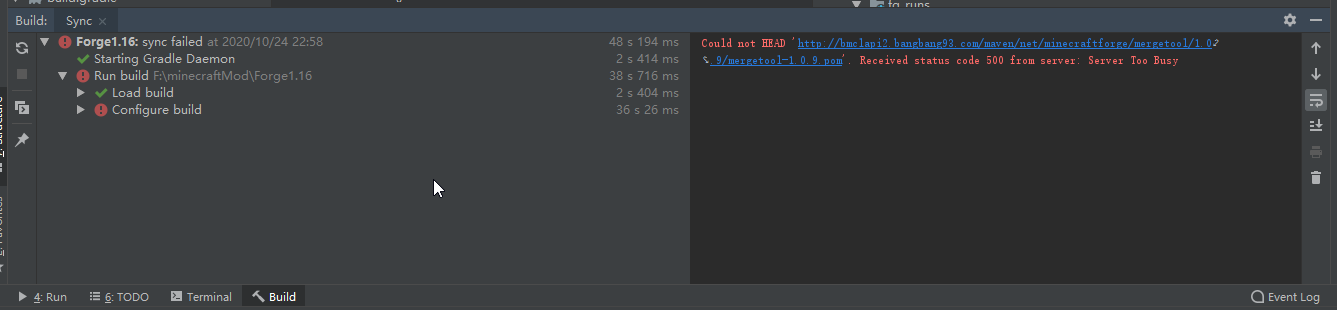 Build: Sync ×
Forge1.16: sync failed at 2020/10/24 22:58 48 s 194 ms
Starting Gradle Daemon 2 s 414 ms
Run build F:\minecraftMod\Forge1.16 38 s 716 ms
Load build 2 s 404 ms
Configure build 36 s 26 ms
Could not HEAD 'http://bmclapi2.bangbang93.com/maven/net/minecraftforge/mergetool/1.0
.9/mergetool-1.0.9.pom'. Received status code 500 from server: Server Too Busy
4: Run 6: TODO Terminal Build Event Log